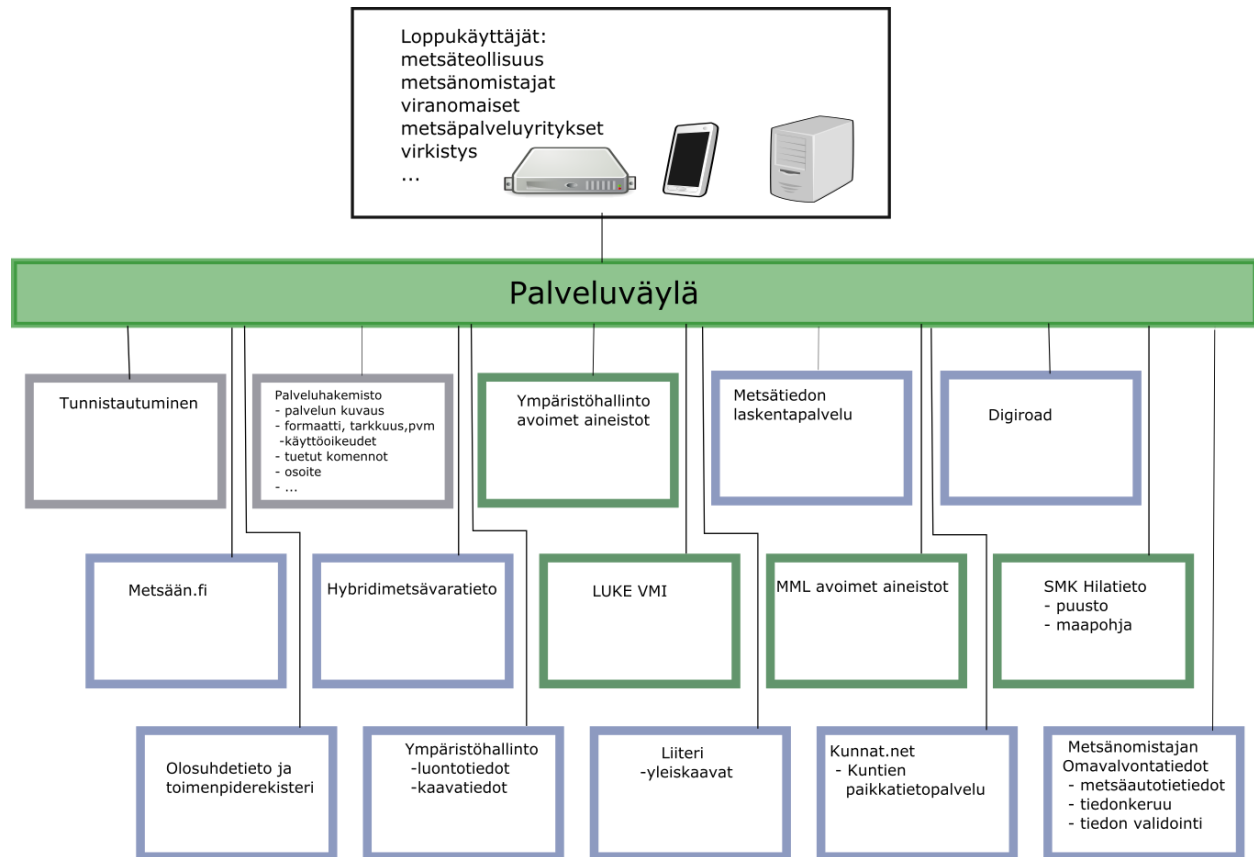 Loppukäyttäjät:
metsäteollisuus
metsänomistajat
viranomaiset
metsäpalveluyritykset
virkistys
...
Palveluväylä
Tunnistautuminen
Palveluhakemisto
- palvelun kuvaus
- formaatti, tarkkuus,pvm
-käyttöoikeudet
- tuetut komennot
- osoite
- ...
Ympäristöhallinto
avoimet aineistot
Metsätiedon
laskentapalvelu
Digiroad
Metsään.fi
Hybridimetsävaratieto
LUKE VMI
MML avoimet aineistot
SMK Hilatieto
- puusto
- maapohja
Olosuhdetieto ja
toimenpiderekisteri
Ympäristöhallinto
-luontotiedot
-kaavatiedot
Liiteri
-yleiskaavat
Kunnat.net
- Kuntien
paikkatietopalvelu
Metsänomistajan
Omavalvontatiedot
- metsäautotietiedot
- tiedonkeruu
- tiedon validointi